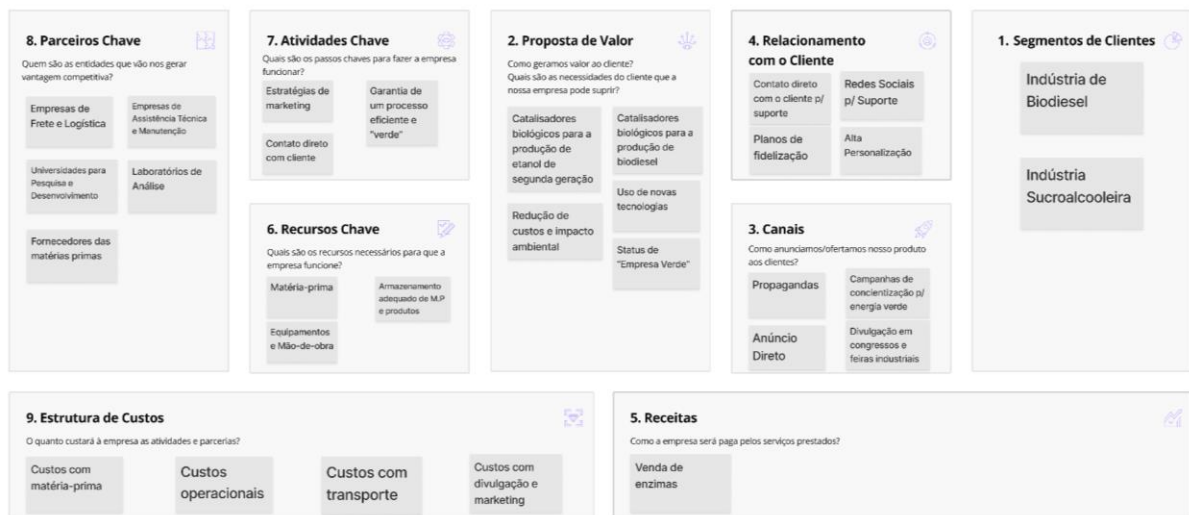 8. Parceiros Chave
Quem são as entidades que vão nos gerar
vantagem competitiva?
Empresas de
Frete e Logística
Empresas de
Assistência Técnica
e Manutenção
Universidades para
Pesquisa e
Desenvolvimento
Laboratórios de
Análise
Fornecedores das
matérias primas
7. Atividades Chave
Quais são os passos chaves para fazer a empresa
funcionar?
Estratégias de
marketing
Garantia de
um processo
eficiente e
"verde"
Contato direto
com cliente
6. Recursos Chave
Quais são os recursos necessários para que a
empresa funcione?
Matéria-prima
Armazenamento
adequado de M.P
e produtos
Equipamentos
e Mão-de-obra
2. Proposta de Valor
Como geramos valor ao cliente?
Quais são as necessidades do cliente que a
nossa empresa pode suprir?
Catalisadores
biológicos para a
produção de
etanol de
segunda geração
Catalisadores
biológicos para a
produção de
biodiesel
Uso de novas
tecnologias
Redução de
custos e impacto
ambiental
Status de
"Empresa Verde"
4. Relacionamento
com o Cliente
Contato direto
com o cliente p/
suporte
Redes Sociais
p/ Suporte
Planos de
fidelização
Alta
Personalização
3. Canais
Como anunciamos/ofertamos nosso produto
aos clientes?
Propagandas
Campanhas de
concientização p/
energia verde
Anúncio
Direto
Divulgação em
congressos e
feiras industriais
1. Segmentos de Clientes
Indústria de
Biodiesel
Indústria
Sucroalcooleira
9. Estrutura de Custos
O quanto custará à empresa as atividades e parcerias?
Custos com
matéria-prima
Custos
operacionais
Custos com
transporte
Custos com
divulgação e
marketing
5. Receitas
Como a empresa será paga pelos serviços prestados?
Venda de
enzimas